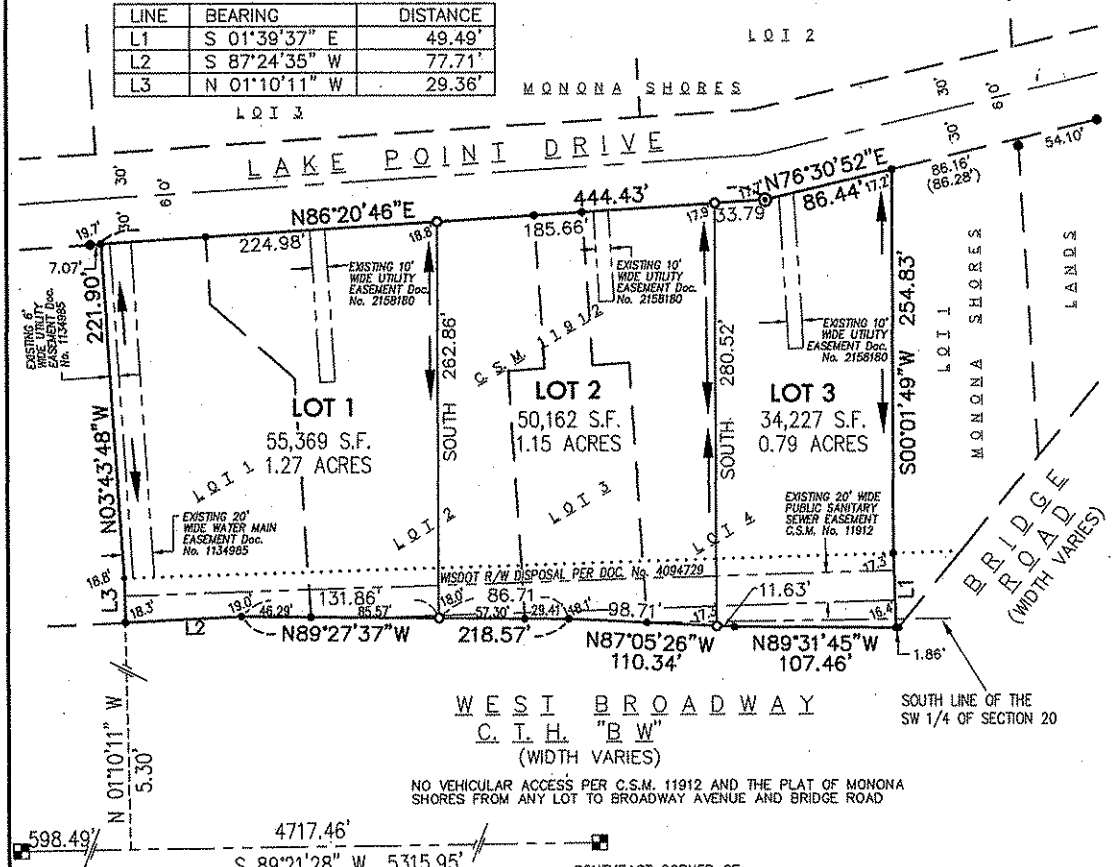 LINE BEARING DISTANCE
L1 S 01°39'37" E 49.49'
L2 S 87°24'35" W 77.71'
L3 N 01°10'11" W 29.36'
LOT 2
MONONA SHORES
LOT 3
LAKE POINT DRIVE
30'
60'
30'
30'
60'
30'
54.10'
86.16'
(86.28')
N76°30'52"E
86.44'
17.2'
17.7'
33.79
17.9'
444.43'
185.66'
N86°20'46"E
18.8'
224.98'
19.7'
7.07'
221.90'
N03°43'48"W
EXISTING 6'
WIDE UTILITY
EASEMENT Doc.
No. 1134985
EXISTING 10'
WIDE UTILITY
EASEMENT Doc.
No. 2158180
EXISTING 10'
WIDE UTILITY
EASEMENT Doc.
No. 2158180
EXISTING 10'
WIDE UTILITY
EASEMENT Doc.
No. 2158180
C.S.M. 11912
SOUTH 262.86'
SOUTH 280.52'
S00°01'49"W 254.83'
LOT 1
MONONA SHORES
LANDS
LOT 1
55,369 S.F.
1.27 ACRES
LOT 2
50,162 S.F.
1.15 ACRES
LOT 3
34,227 S.F.
0.79 ACRES
LOT 1
LOT 2
LOT 3
LOT 4
EXISTING 20'
WIDE WATER MAIN
EASEMENT Doc.
No. 1134985
EXISTING 20' WIDE
PUBLIC SANITARY
SEWER EASEMENT
C.S.M. No. 11912
BRIDGE
ROAD
(WIDTH VARIES)
WISDOT R/W DISPOSAL PER DOC. No. 4094729
18.8'
L3
18.3'
L2
19.0'
46.29'
131.86'
85.57'
18.0'
86.71
57.30'
29.41'
48.1'
98.71'
17.3'
11.63'
17.3'
L1
16.4'
1.86'
N89°27'37"W
218.57'
N87°05'26"W
110.34'
N89°31'45"W
107.46'
SOUTH LINE OF THE
SW 1/4 OF SECTION 20
WEST BROADWAY
C.T.H. "BW"
(WIDTH VARIES)
NO VEHICULAR ACCESS PER C.S.M. 11912 AND THE PLAT OF MONONA
SHORES FROM ANY LOT TO BROADWAY AVENUE AND BRIDGE ROAD
N 01°10'11" W
5.30'
598.49'
4717.46'
S 89°21'28" W 5315.95'